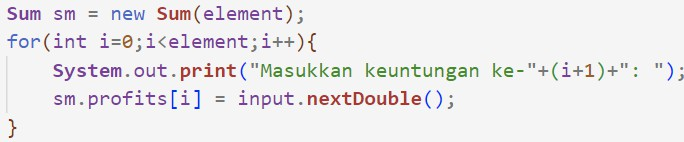 Sum sm = new Sum(element);
for(int i=0;i<element;i++){
    System.out.print("Masukkan keuntungan ke-"+(i+1)+": ");
    sm.profits[i] = input.nextDouble();
}